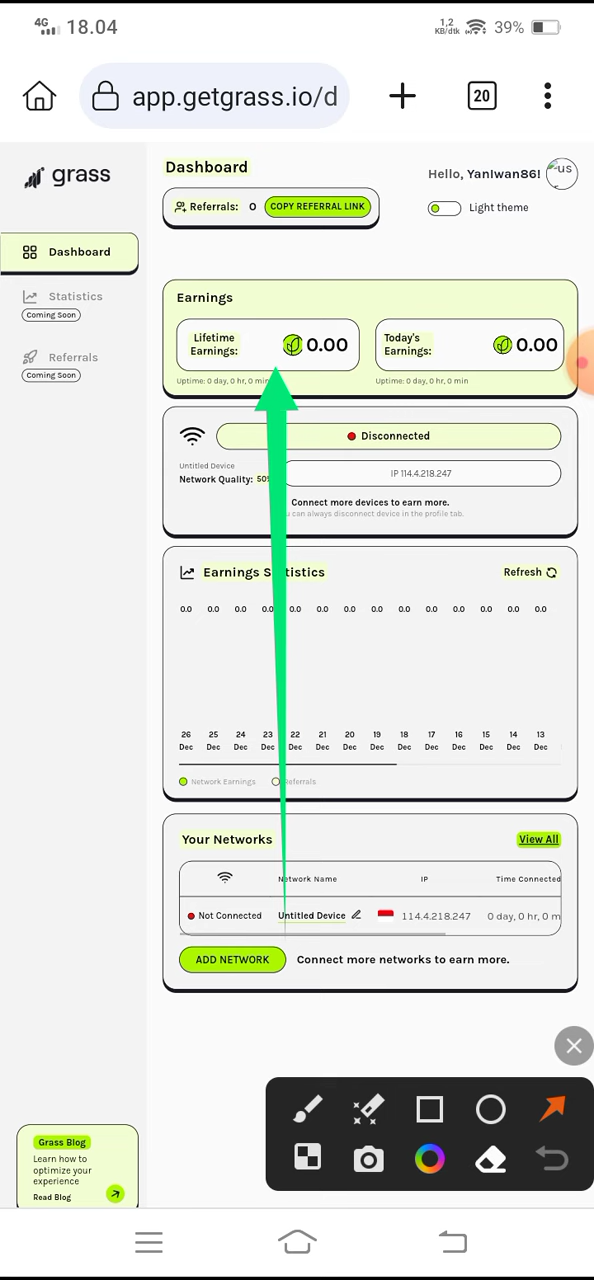 4G 18.04 1,2 KB/dtk 39%
app.getgrass.io/d
20
grass
Dashboard
Hello, YanIwan86!
us
Referrals: 0 COPY REFERRAL LINK
Light theme
Dashboard
Statistics
Coming Soon
Referrals
Coming Soon
Earnings
Lifetime Earnings: 0.00
Today's Earnings: 0.00
Uptime: 0 day, 0 hr, 0 min
Uptime: 0 day, 0 hr, 0 min
Disconnected
Untitled Device
Network Quality:
IP 114.4.218.247
Connect more devices to earn more.
can always disconnect device in the profile tab.
Earnings Statistics
Refresh
0.0 0.0 0.0 0.0 0.0 0.0 0.0 0.0 0.0 0.0 0.0 0.0 0.0 0.0
26 25 24 23 22 21 20 19 18 17 16 15 14 13
Dec Dec Dec Dec Dec Dec Dec Dec Dec Dec Dec Dec Dec Dec
Network Earnings Referrals
Your Networks
View All
Network Name IP Time Connected
Not Connected Untitled Device 114.4.218.247 0 day, 0 hr, 0 m
ADD NETWORK Connect more networks to earn more.
Grass Blog
Learn how to
optimize your
experience
Read Blog